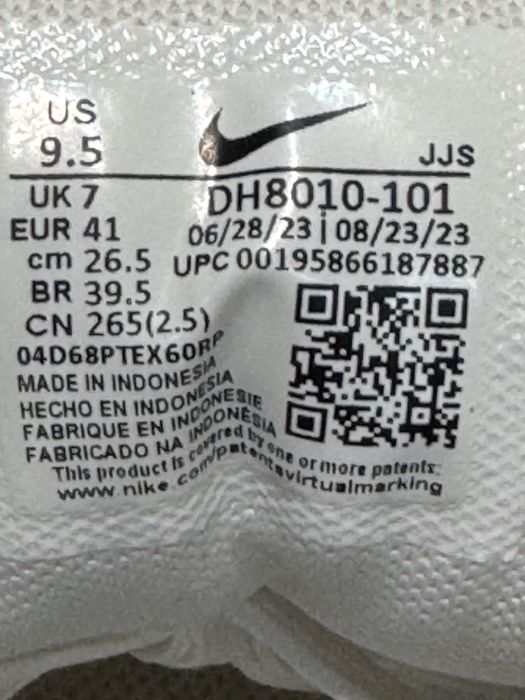 US
9.5
JJS
UK 7
DH8010-101
EUR 41
06/28/23 | 08/23/23
cm 26.5
UPC 00195866187887
BR 39.5
CN 265(2.5)
04D68PTEX60RP
MADE IN INDONESIA
HECHO EN INDONESIA
FABRIQUE EN INDONESIE
FABRICADO NA INDONÉSIA
This product is covered by one or more patents:
www.nike.com/patentsvirtualmarking